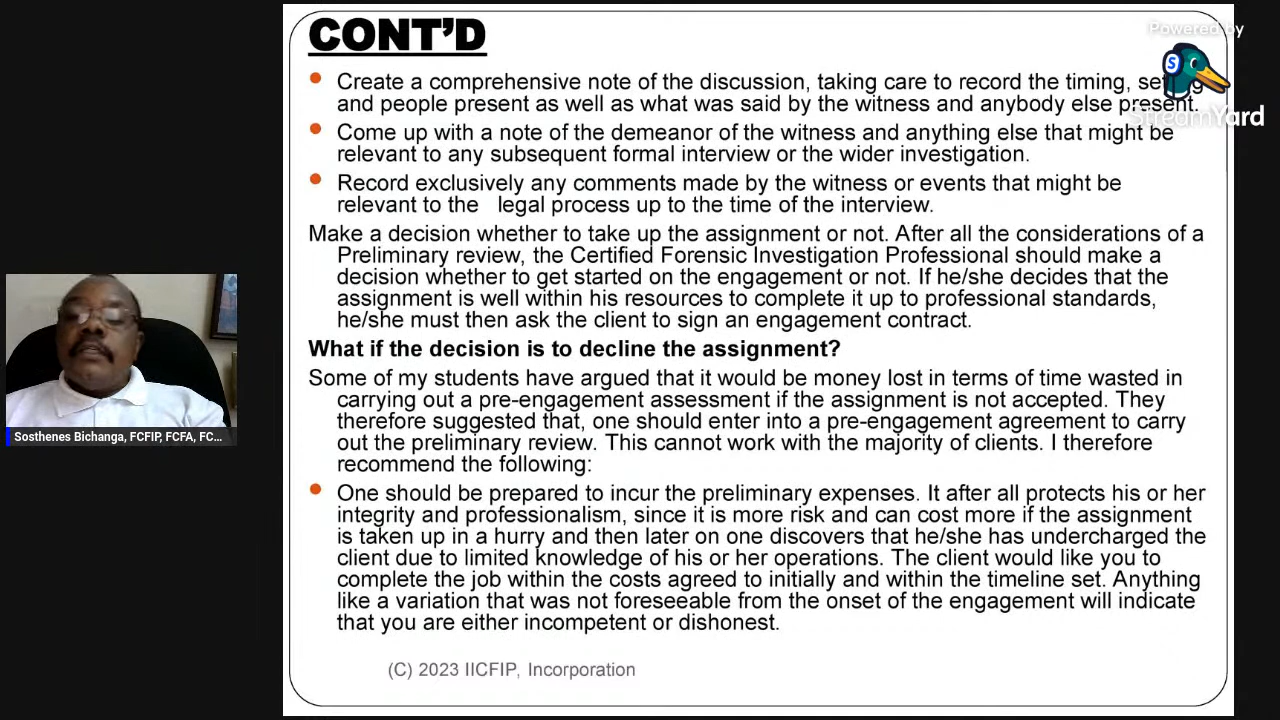 CONT'D
Powered by
• Create a comprehensive note of the discussion, taking care to record the timing,
and people present as well as what was said by the witness and anybody else present.
StreamYard
• Come up with a note of the demeanor of the witness and anything else that might be
relevant to any subsequent formal interview or the wider investigation.
• Record exclusively any comments made by the witness or events that might be
relevant to the legal process up to the time of the interview.
Make a decision whether to take up the assignment or not. After all the considerations of a
Preliminary review, the Certified Forensic Investigation Professional should make a
decision whether to get started on the engagement or not. If he/she decides that the
assignment is well within his resources to complete it up to professional standards,
he/she must then ask the client to sign an engagement contract.
What if the decision is to decline the assignment?
Some of my students have argued that it would be money lost in terms of time wasted in
carrying out a pre-engagement assessment if the assignment is not accepted. They
therefore suggested that, one should enter into a pre-engagement agreement to carry
out the preliminary review. This cannot work with the majority of clients. I therefore
recommend the following:
• One should be prepared to incur the preliminary expenses. It after all protects his or her
integrity and professionalism, since it is more risk and can cost more if the assignment
is taken up in a hurry and then later on one discovers that he/she has undercharged the
client due to limited knowledge of his or her operations. The client would like you to
complete the job within the costs agreed to initially and within the timeline set. Anything
like a variation that was not foreseeable from the onset of the engagement will indicate
that you are either incompetent or dishonest.
(C) 2023 IICFIP, Incorporation
Sosthenes Bichanga, FCFIP, FCFA, FC...